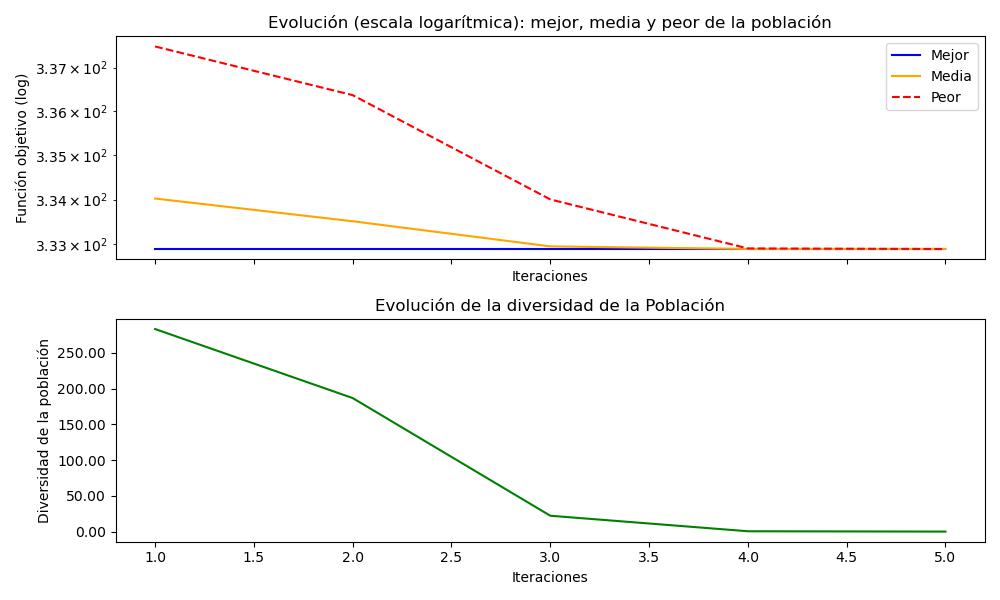 Evolución (escala logarítmica): mejor, media y peor de la población
Función objetivo (log)
3.37 × 10²
3.36 × 10²
3.35 × 10²
3.34 × 10²
3.33 × 10²
Mejor
Media
Peor
Iteraciones
Evolución de la diversidad de la Población
Diversidad de la población
250.00
200.00
150.00
100.00
50.00
0.00
1.0 1.5 2.0 2.5 3.0 3.5 4.0 4.5 5.0
Iteraciones